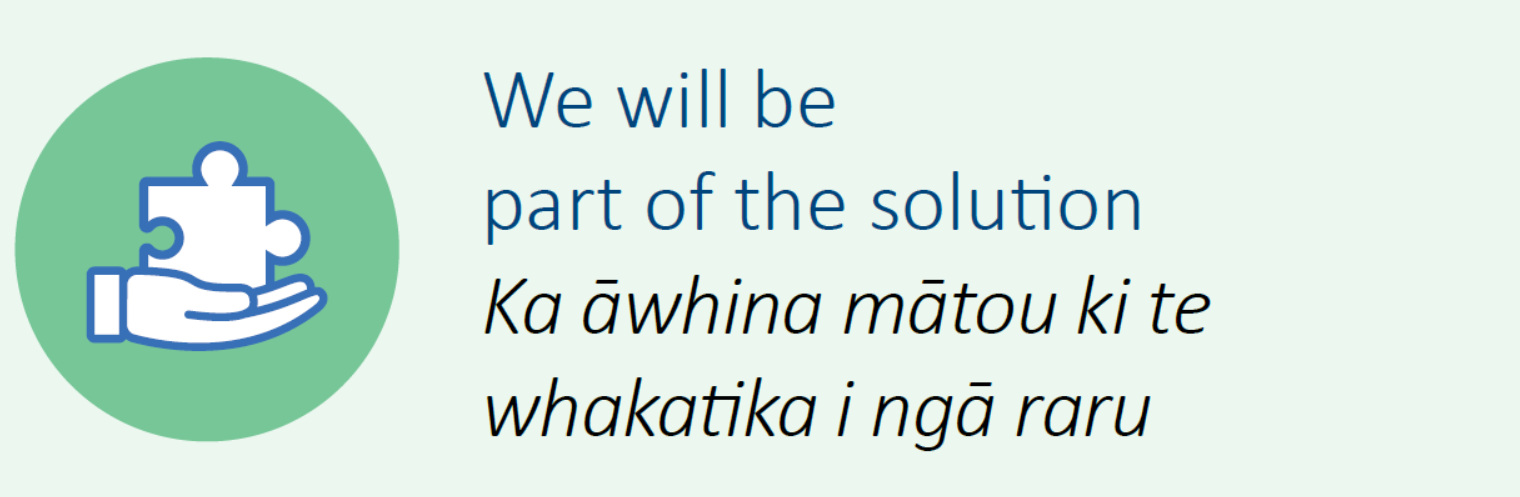 We will be
part of the solution
Ka āwhina mātou ki te
whakatika i ngā raru